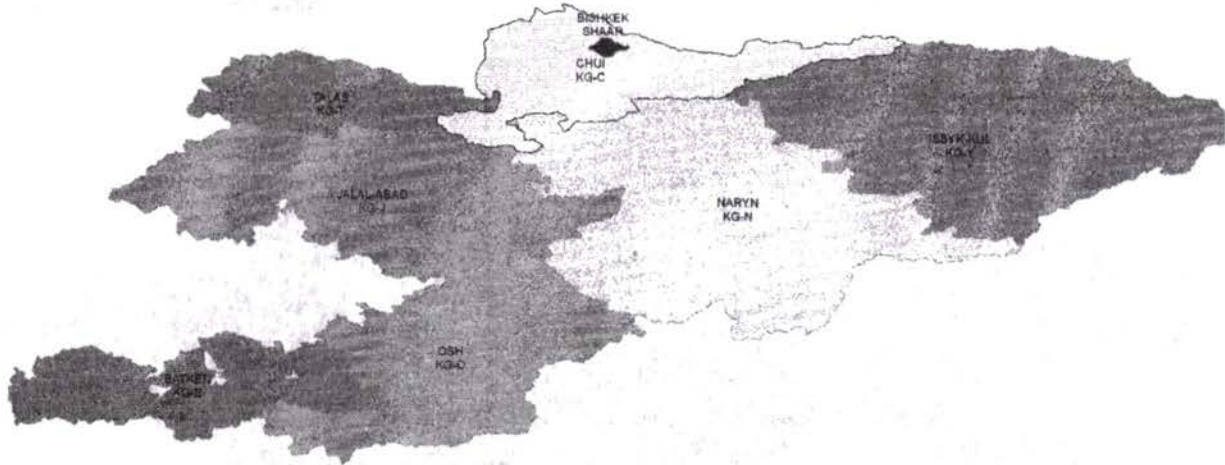 BISHKEK
SHAAR
CHUI
KG-C
TALAS
JALAL-ABAD
KG-J
ISSYK-KUL
KG-Y
NARYN
KG-N
OSH
KG-O
BATKEN
KG-B